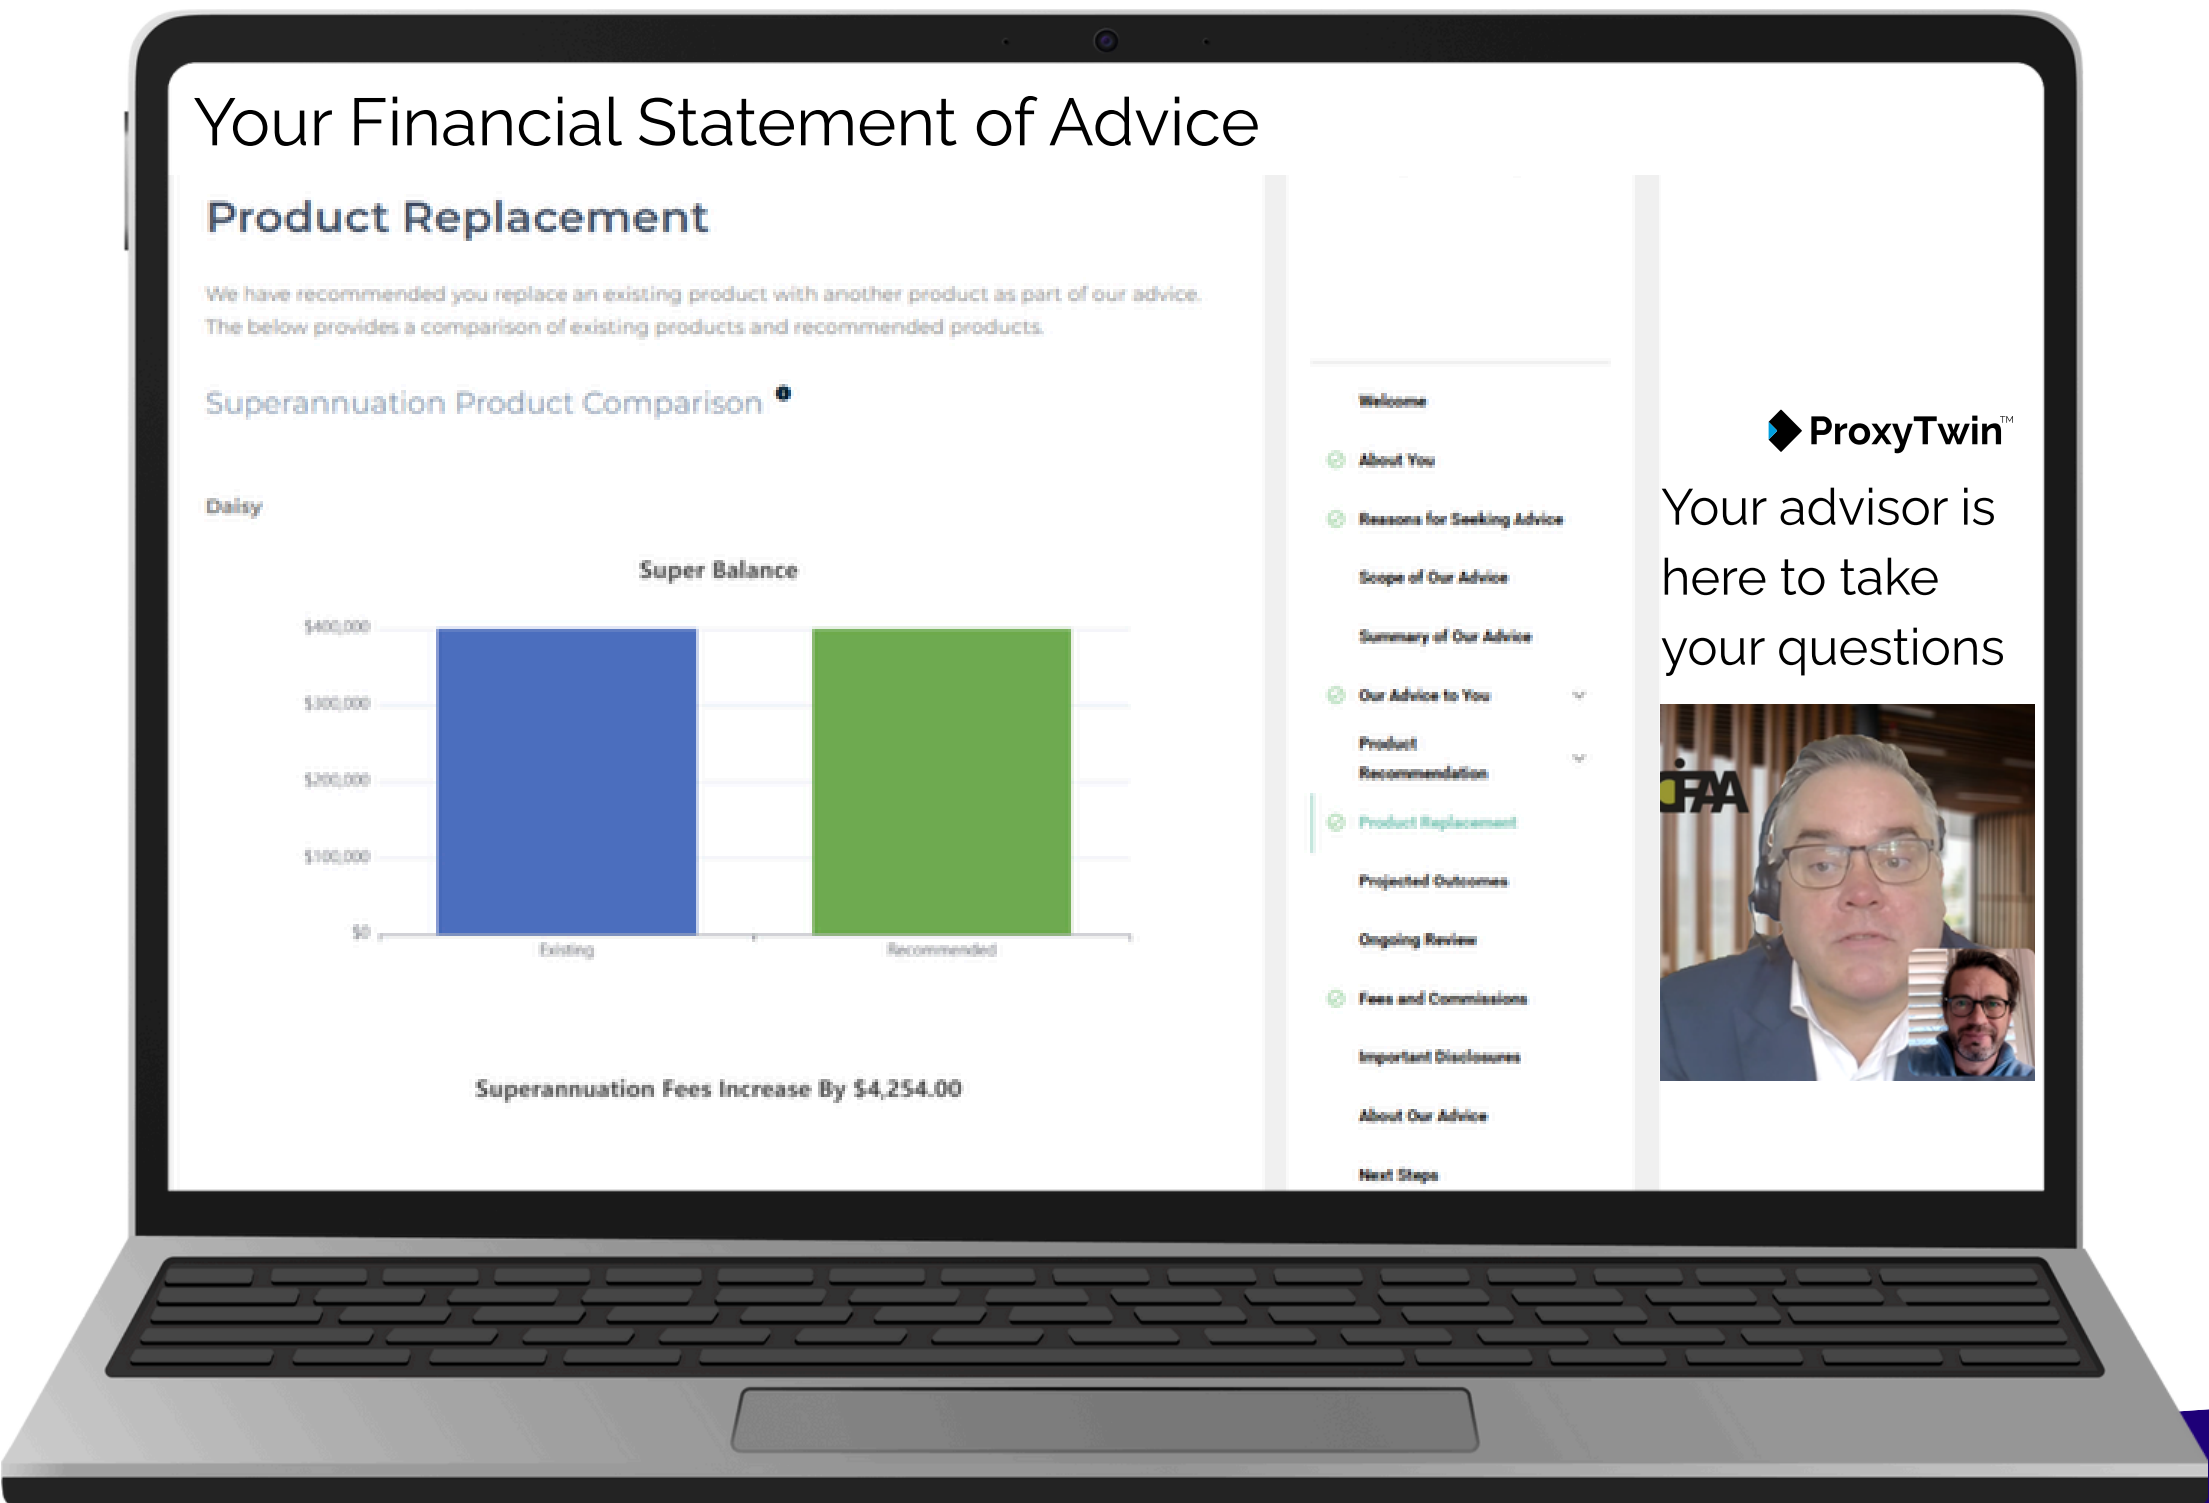 Your Financial Statement of Advice
Product Replacement
We have recommended you replace an existing product with another product as part of our advice.
The below provides a comparison of existing products and recommended products.
Superannuation Product Comparison
Daisy
Super Balance
$400,000
$300,000
$200,000
$100,000
$0
Existing
Recommended
Superannuation Fees Increase By $4,254.00
Welcome
About You
Reasons for Seeking Advice
Scope of Our Advice
Summary of Our Advice
Our Advice to You
Product
Recommendation
Product Replacement
Projected Outcomes
Ongoing Review
Fees and Commissions
Important Disclosures
About Our Advice
Next Steps
ProxyTwin™
Your advisor is
here to take
your questions